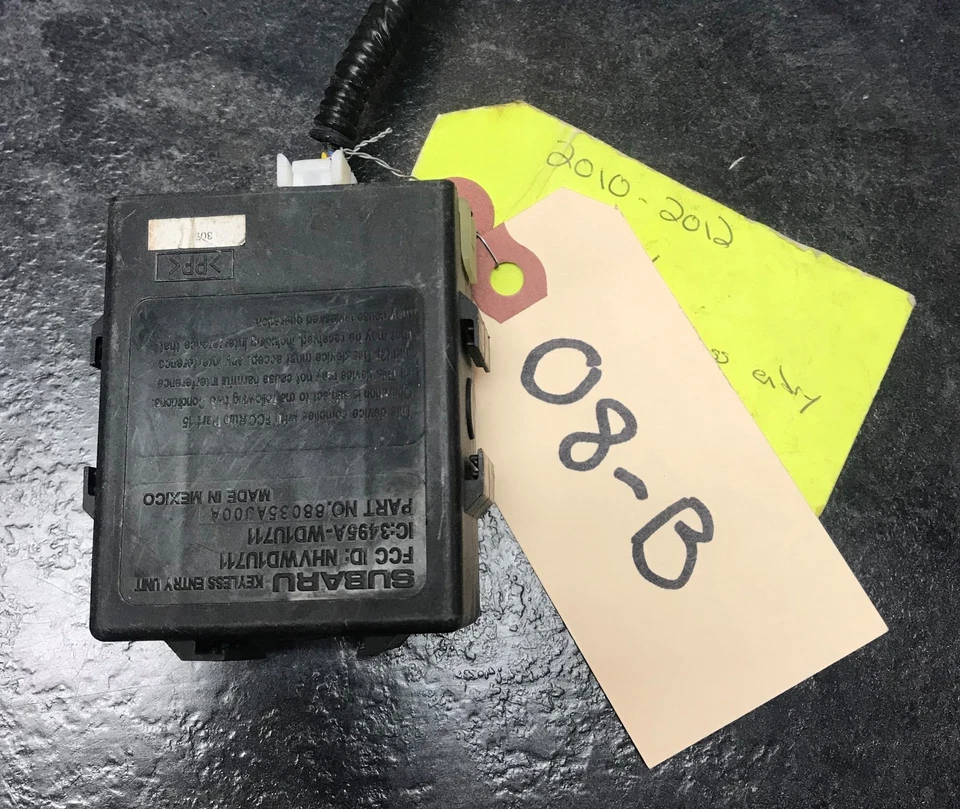 SUBARU KEYLESS ENTRY UNIT
FCC ID: NHVWD1U711
IC:3495A-WD1U711
PART NO.88035AJ00A
MADE IN MEXICO
This device complies with FCC Rule Part 15
Operation is subject to the following two Conditions:
(1) This device may not cause harmful interference
and (2) This device must accept any interference
that may be received, including interference that
may cause undesired operation.
>PP<
2010-2012
entry
08-B